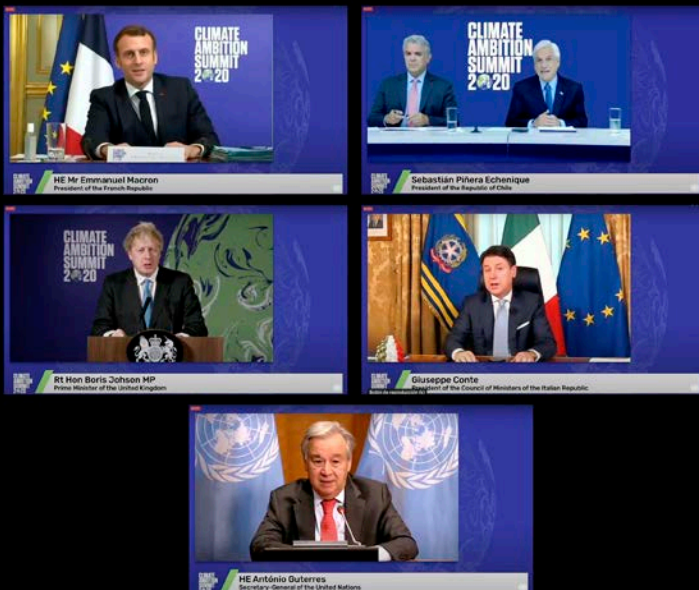 CLIMATE
AMBITION
SUMMIT
2020
HE Mr Emmanuel Macron
President of the French Republic
CLIMATE
AMBITION
SUMMIT
2020
Sebastián Piñera Echenique
President of the Republic of Chile
CLIMATE
AMBITION
SUMMIT
2020
Rt Hon Boris Johson MP
Prime Minister of the United Kingdom
Giuseppe Conte
President of the Council of Ministers of the Italian Republic
HE António Guterres
Secretary-General of the United Nations